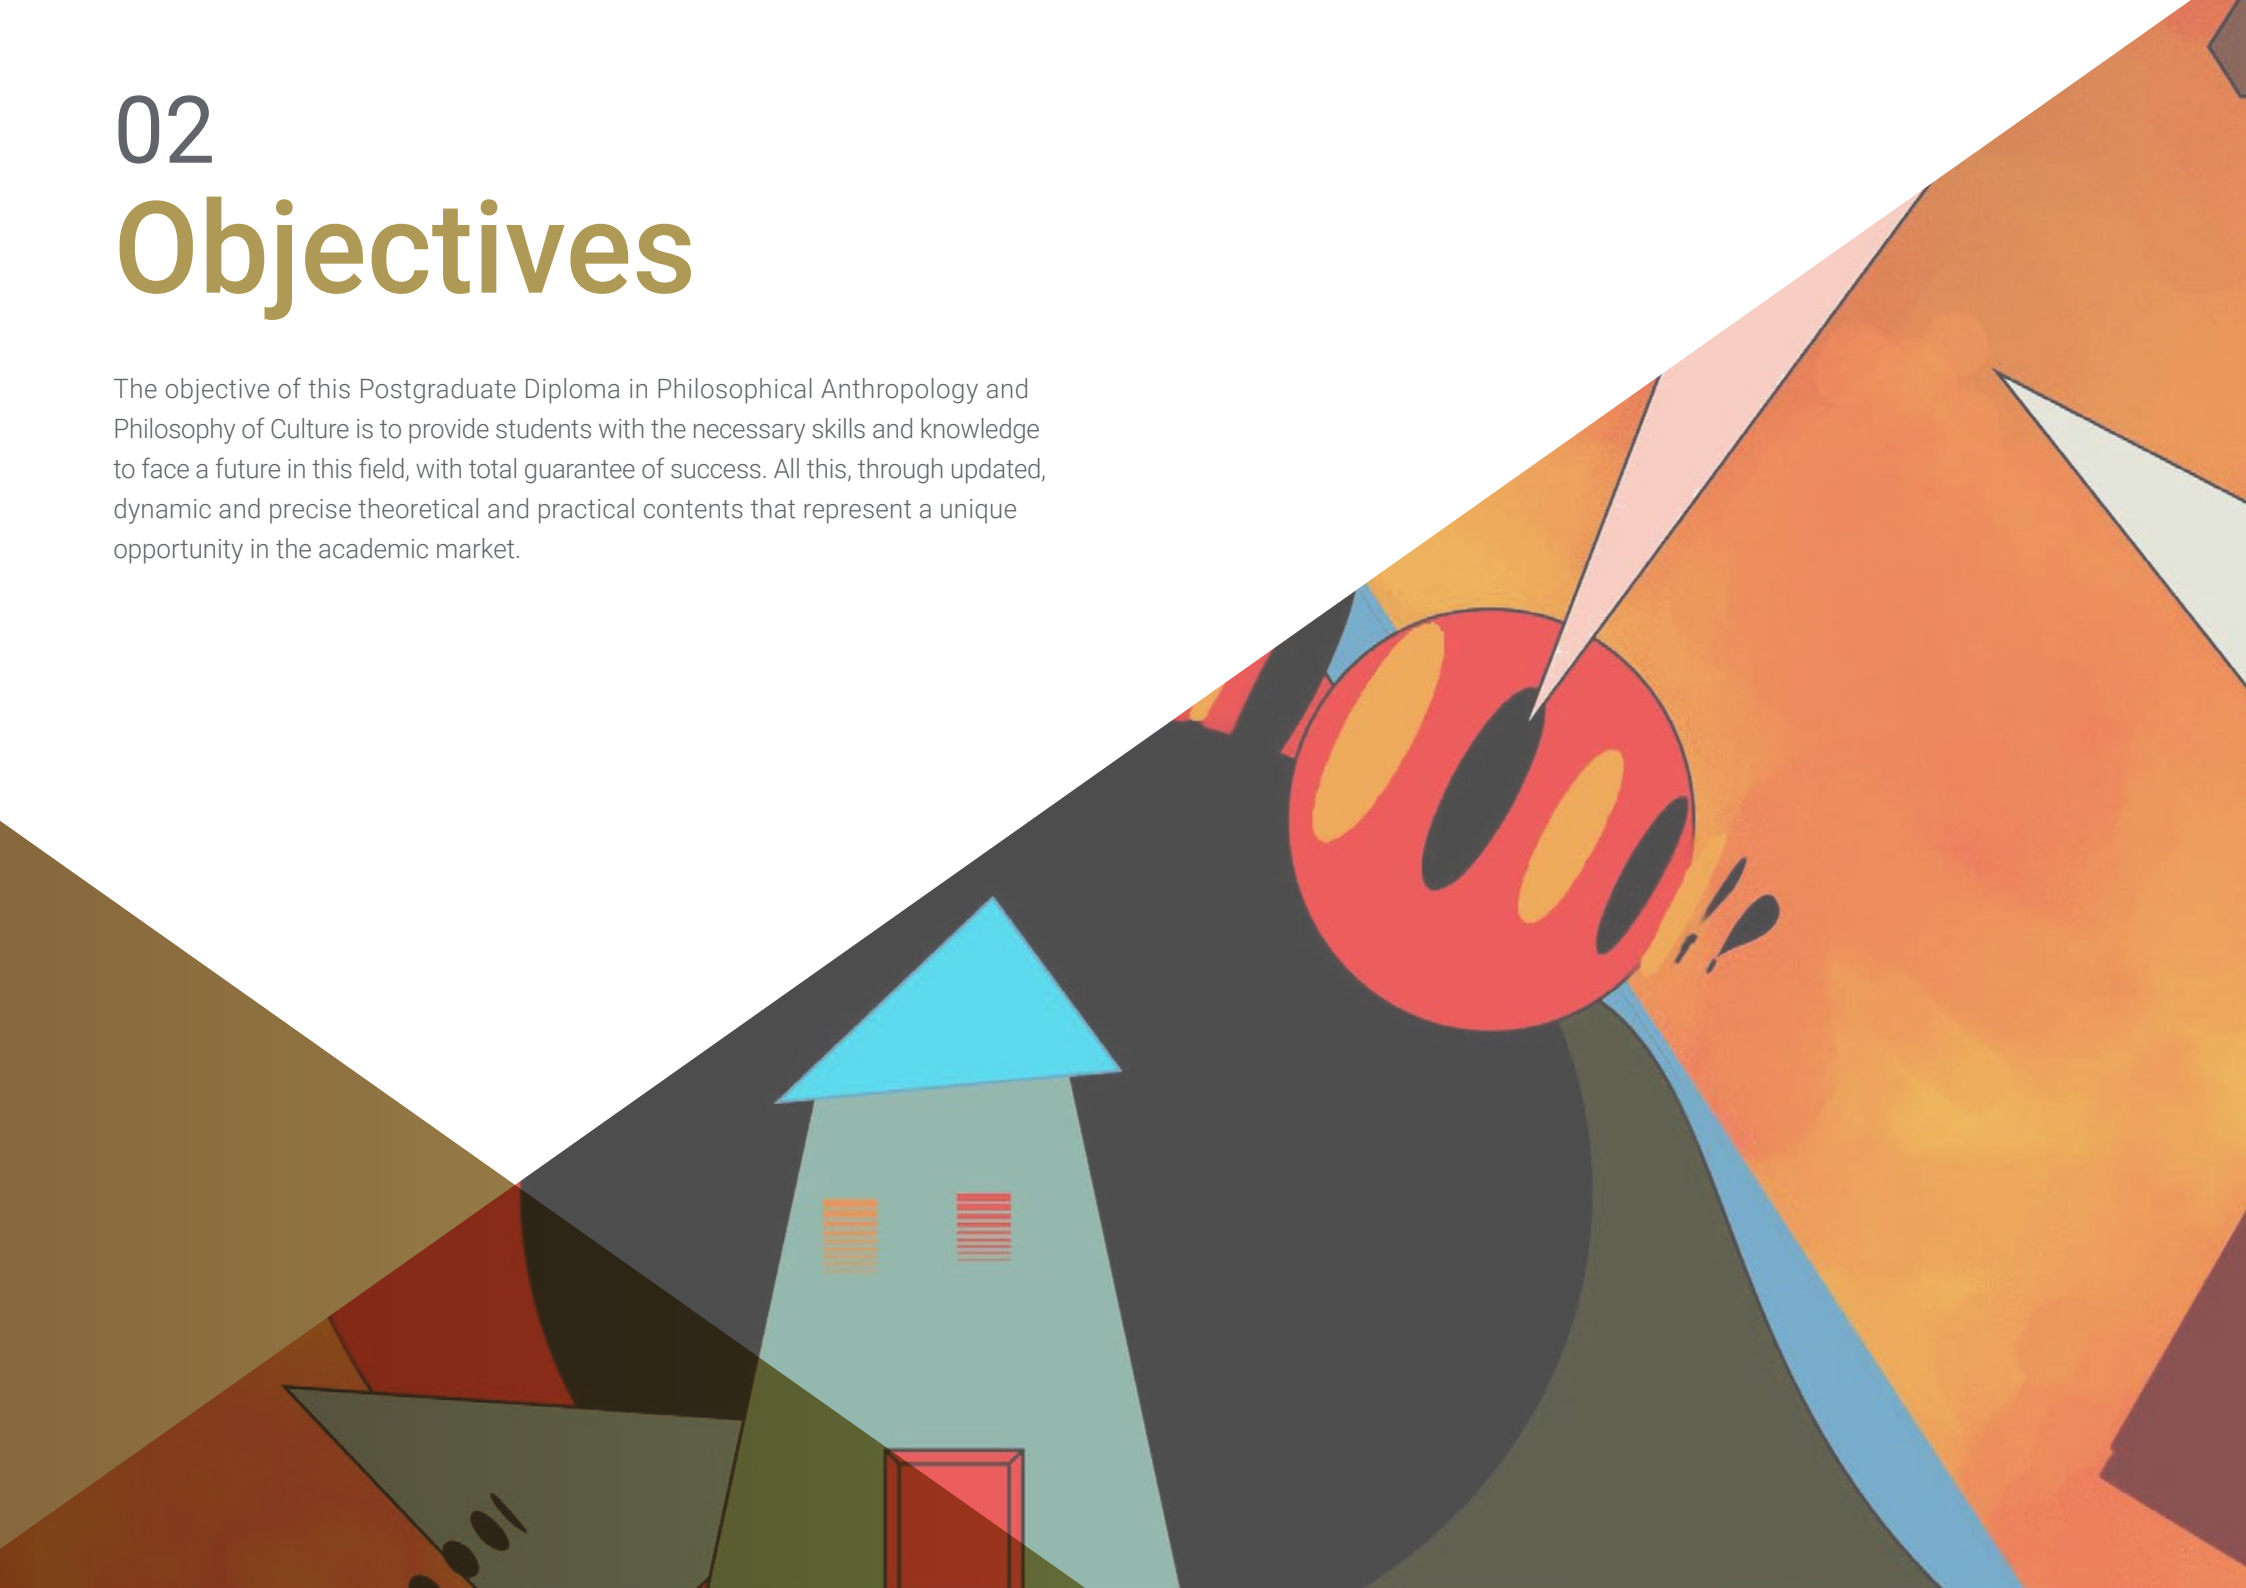 02
Objectives
The objective of this Postgraduate Diploma in Philosophical Anthropology and
Philosophy of Culture is to provide students with the necessary skills and knowledge
to face a future in this field, with total guarantee of success. All this, through updated,
dynamic and precise theoretical and practical contents that represent a unique
opportunity in the academic market.